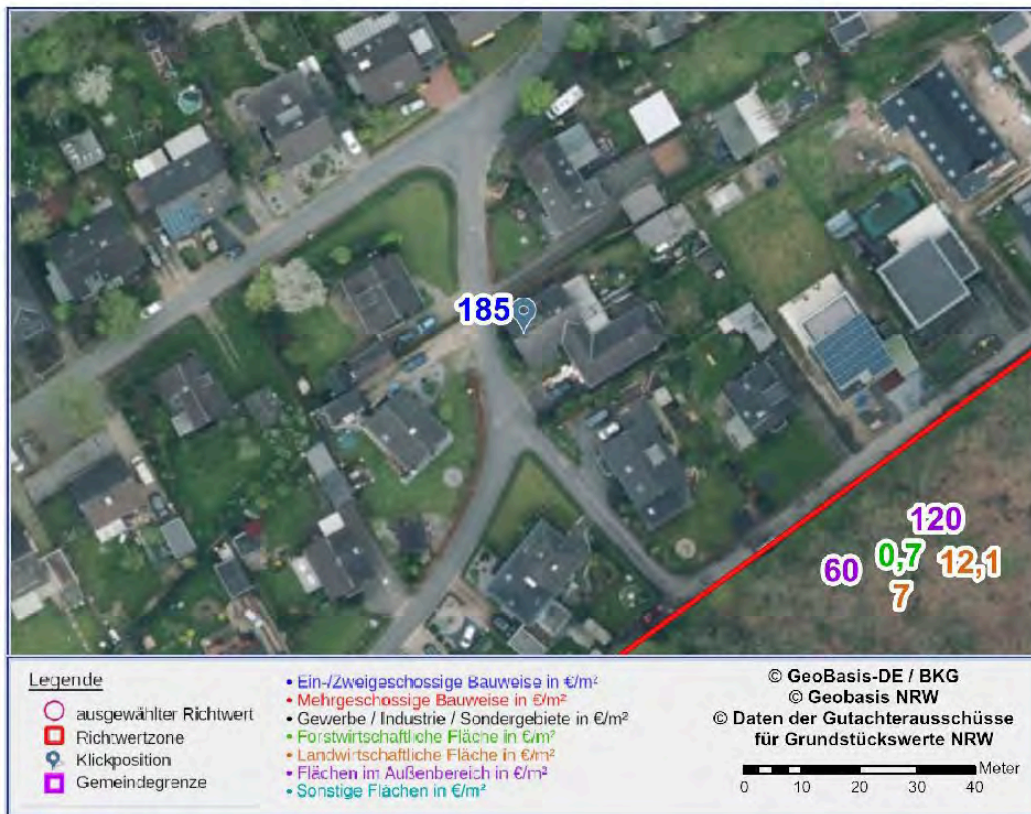 185
120
60
0,7
12,1
7
Legende
ausgewählter Richtwert
Richtwertzone
Klickposition
Gemeindegrenze
• Ein-/Zweigeschossige Bauweise in €/m²
• Mehrgeschossige Bauweise in €/m²
• Gewerbe / Industrie / Sondergebiete in €/m²
• Forstwirtschaftliche Fläche in €/m²
• Landwirtschaftliche Fläche in €/m²
• Flächen im Außenbereich in €/m²
• Sonstige Flächen in €/m²
© GeoBasis-DE / BKG
© Geobasis NRW
© Daten der Gutachterausschüsse
für Grundstückswerte NRW
Meter
0 10 20 30 40